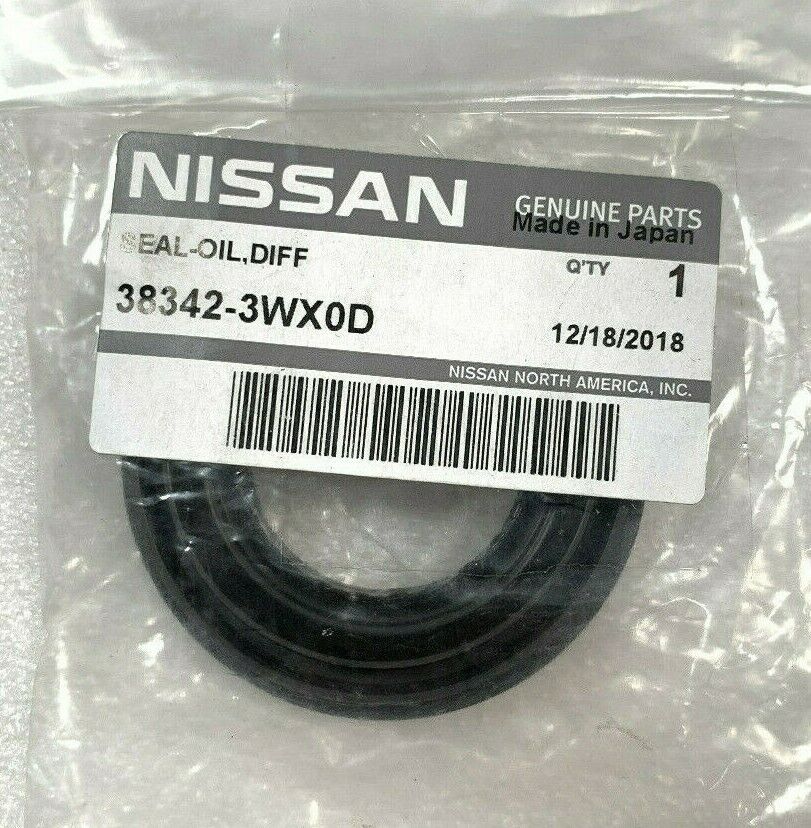 NISSAN
GENUINE PARTS
Made in Japan
SEAL-OIL,DIFF
Q'TY 1
38342-3WX0D
12/18/2018
NISSAN NORTH AMERICA, INC.